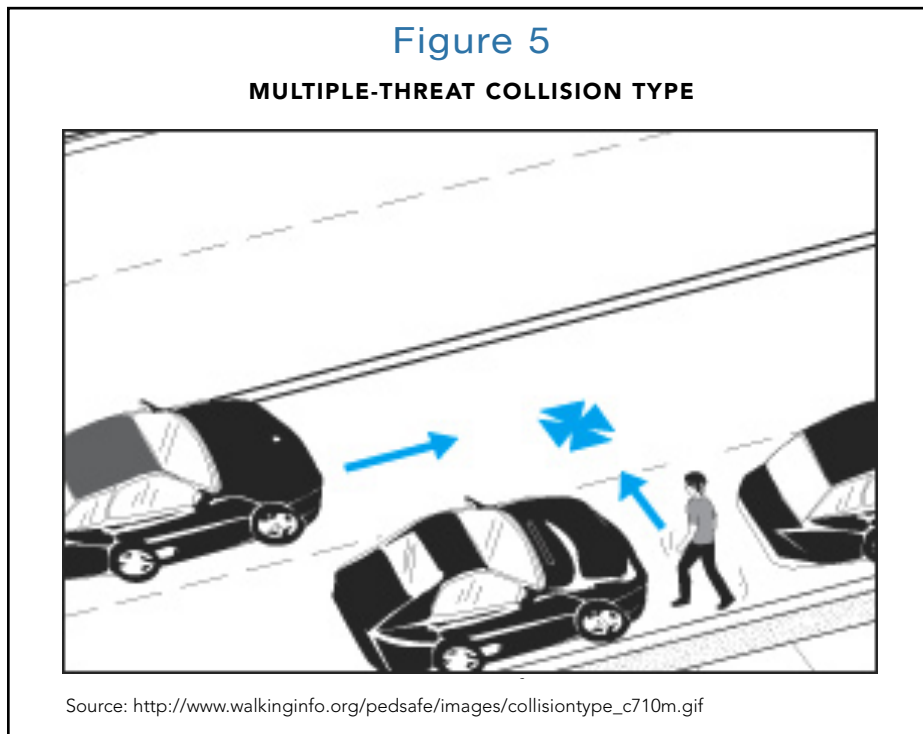 Figure 5
MULTIPLE-THREAT COLLISION TYPE
Source: http://www.walkinginfo.org/pedsafe/images/collisiontype_c710m.gif